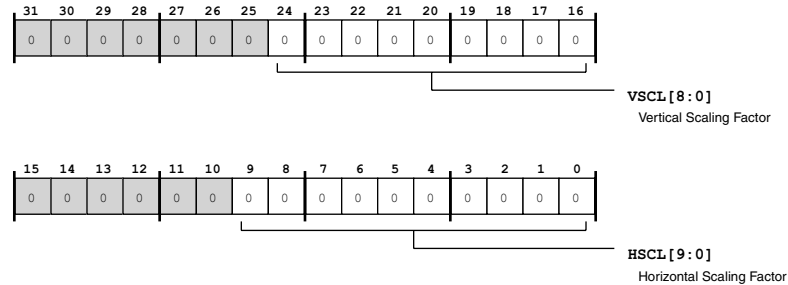 31 30 29 28 27 26 25 24 23 22 21 20 19 18 17 16
0 0 0 0 0 0 0 0 0 0 0 0 0 0 0 0
VSCL[8:0]
Vertical Scaling Factor
15 14 13 12 11 10 9 8 7 6 5 4 3 2 1 0
0 0 0 0 0 0 0 0 0 0 0 0 0 0 0 0
HSCL[9:0]
Horizontal Scaling Factor